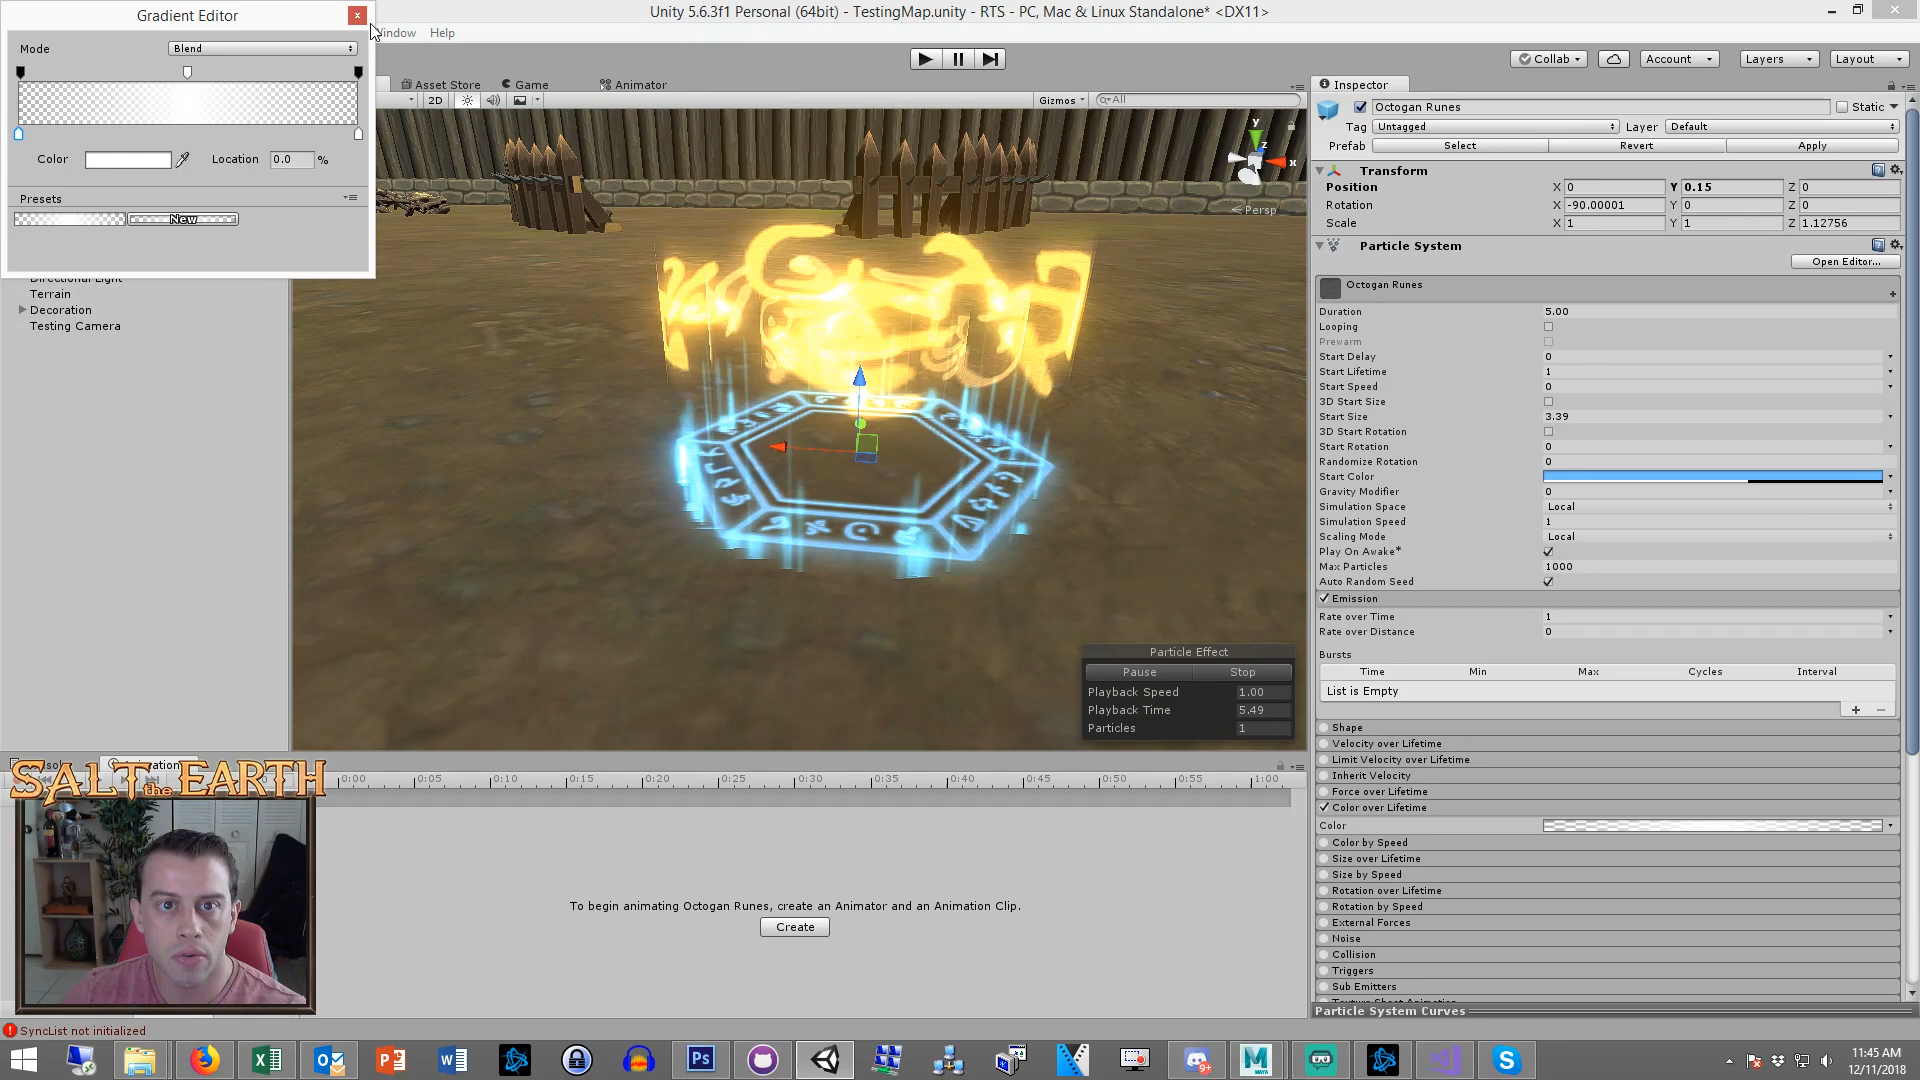 Gradient Editor
x
Unity 5.6.3f1 Personal (64bit) - TestingMap.unity - RTS - PC, Mac & Linux Standalone* <DX11>
Help
Mode
Blend
Color
Location
0.0
%
Presets
New
Collab
Account
Layers
Layout
Asset Store
Game
Animator
2D
Gizmos
All
y
z
x
Persp
Terrain
Decoration
Testing Camera
Particle Effect
Pause
Stop
Playback Speed
1.00
Playback Time
5.49
Particles
1
Inspector
Octogan Runes
Static
Tag
Untagged
Layer
Default
Prefab
Select
Revert
Apply
Transform
Position
X
0
Y
0.15
Z
0
Rotation
X
-90.00001
Y
0
Z
0
Scale
X
1
Y
1
Z
1.12756
Particle System
Open Editor...
Octogan Runes
Duration
5.00
Looping
Prewarm
Start Delay
0
Start Lifetime
1
Start Speed
0
3D Start Size
Start Size
3.39
3D Start Rotation
Start Rotation
0
Randomize Rotation
0
Start Color
Gravity Modifier
0
Simulation Space
Local
Simulation Speed
1
Scaling Mode
Local
Play On Awake*
Max Particles
1000
Auto Random Seed
Emission
Rate over Time
1
Rate over Distance
0
Bursts
Time
Min
Max
Cycles
Interval
List is Empty
Shape
Velocity over Lifetime
Limit Velocity over Lifetime
Inherit Velocity
Force over Lifetime
Color over Lifetime
Color
Color by Speed
Size over Lifetime
Size by Speed
Rotation over Lifetime
Rotation by Speed
External Forces
Noise
Collision
Triggers
Sub Emitters
Particle System Curves
0:00
0:05
0:10
0:15
0:20
0:25
0:30
0:35
0:40
0:45
0:50
0:55
1:00
SALT the EARTH
To begin animating Octogan Runes, create an Animator and an Animation Clip.
Create
SyncList not initialized
11:45 AM
12/11/2018